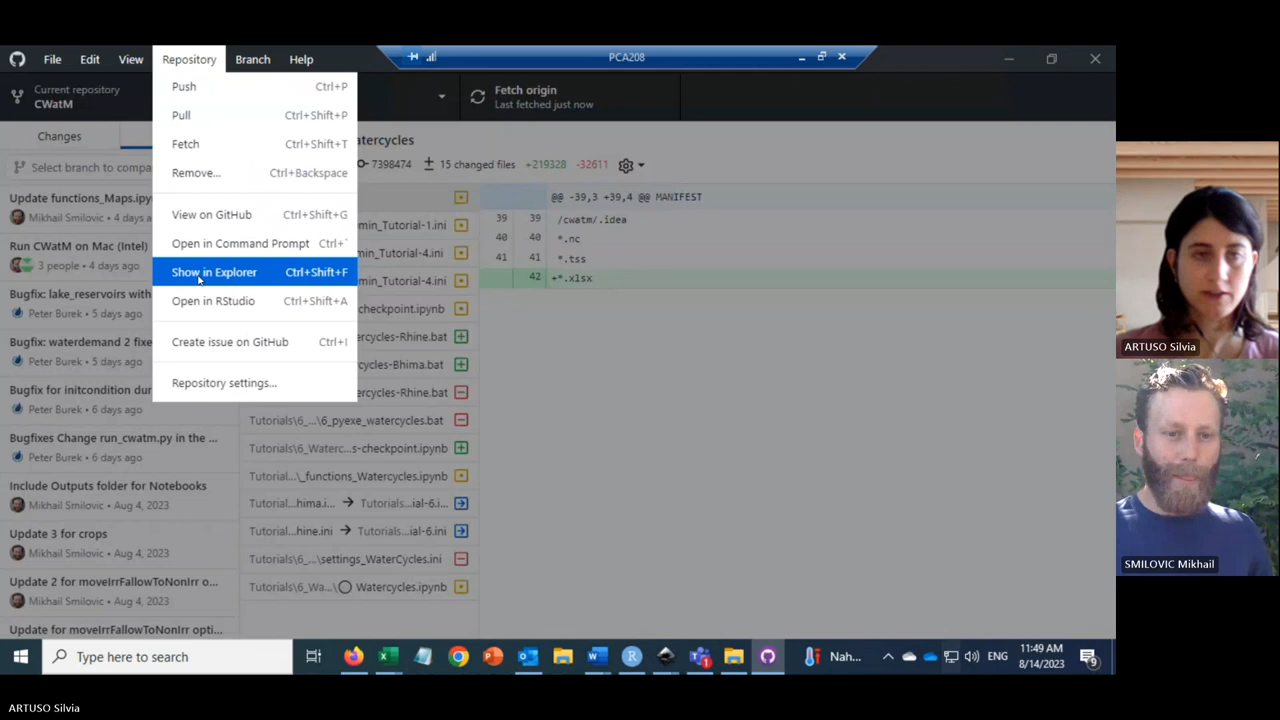 File Edit View Repository Branch Help
PCA208
Current repository
CWatM
Fetch origin
Last fetched just now
Push Ctrl+P
Pull Ctrl+Shift+P
Fetch Ctrl+Shift+T
Remove... Ctrl+Backspace
View on GitHub Ctrl+Shift+G
Open in Command Prompt Ctrl+`
Show in Explorer Ctrl+Shift+F
Open in RStudio Ctrl+Shift+A
Create issue on GitHub Ctrl+I
Repository settings...
Changes
Select branch to compa
Update functions_Maps.ipy
Mikhail Smilovic • 4 days a
Run CWatM on Mac (Intel)
3 people • 4 days ago
Bugfix: lake_reservoirs with
Peter Burek • 5 days ago
Bugfix: waterdemand 2 fixe
Peter Burek • 5 days ago
Bugfix for initcondition dur
Peter Burek • 6 days ago
Bugfixes Change run_cwatm.py in the ...
Peter Burek • 6 days ago
Include Outputs folder for Notebooks
Mikhail Smilovic • Aug 4, 2023
Update 3 for crops
Mikhail Smilovic • Aug 4, 2023
Update 2 for moveIrrFallowToNonIrr o...
Mikhail Smilovic • Aug 4, 2023
Update for moveIrrFallowToNonIrr opti...
atercycles
7398474 15 changed files +219328 -32611
min_Tutorial-1.ini
min_Tutorial-4.ini
min_Tutorial-4.ini
checkpoint.ipynb
ercycles-Rhine.bat
ercycles-Bhima.bat
ercycles-Rhine.bat
Tutorials\6_...\6_pyexe_watercycles.bat
Tutorials\6_Waterc...s-checkpoint.ipynb
Tutorial...\_functions_Watercycles.ipynb
Tutorial...hima.i... → Tutorials...ial-6.i...
Tutorial...hine.ini → Tutorials...ial-6.ini
Tutorials\6_...\settings_WaterCycles.ini
Tutorials\6_Wa...\ Watercycles.ipynb
@@ -39,3 +39,4 @@ MANIFEST
39 39 /cwatm/.idea
40 40 *.nc
41 41 *.tss
42 +*.xlsx
ARTUSO Silvia
SMILOVIC Mikhail
Type here to search
Nah...
ENG
11:49 AM
8/14/2023
9
1
ARTUSO Silvia